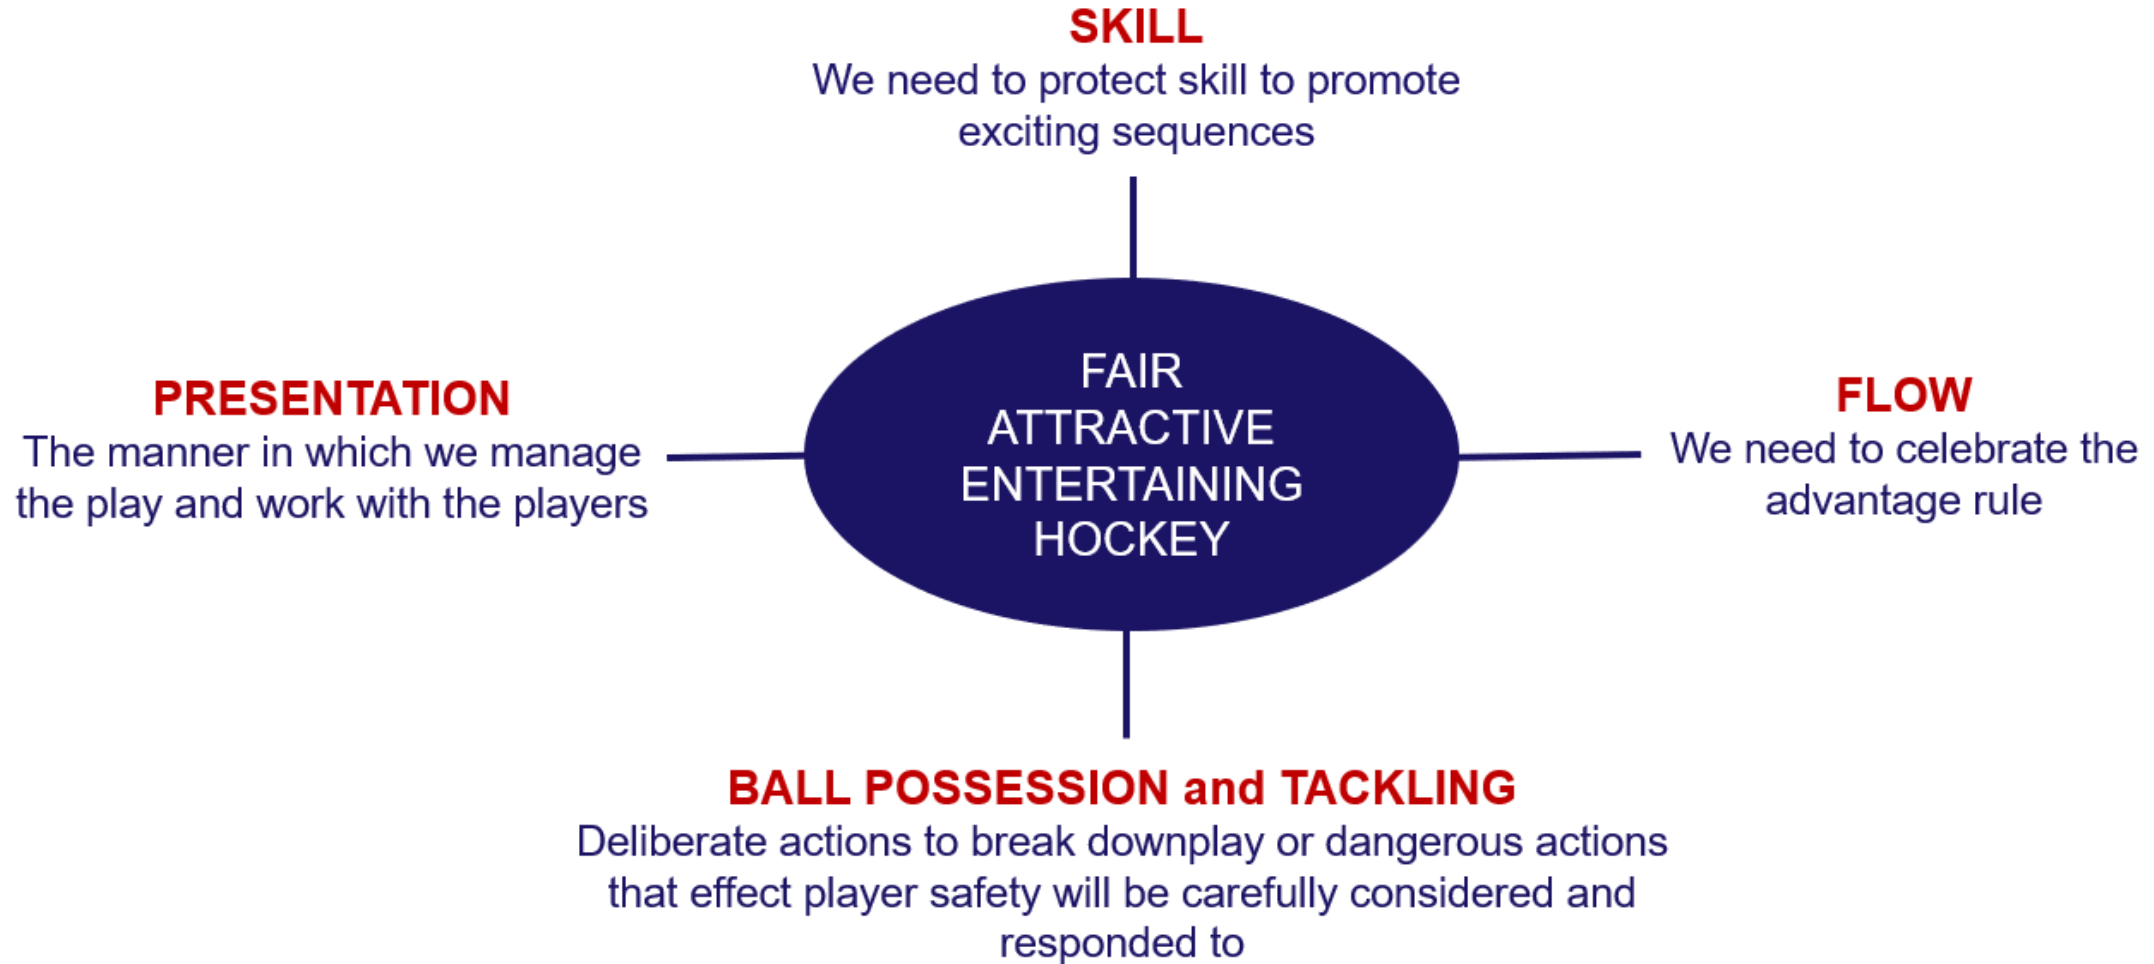 SKILL
We need to protect skill to promote
exciting sequences
PRESENTATION
The manner in which we manage
the play and work with the players
FAIR
ATTRACTIVE
ENTERTAINING
HOCKEY
FLOW
We need to celebrate the
advantage rule
BALL POSSESSION and TACKLING
Deliberate actions to break downplay or dangerous actions
that effect player safety will be carefully considered and
responded to